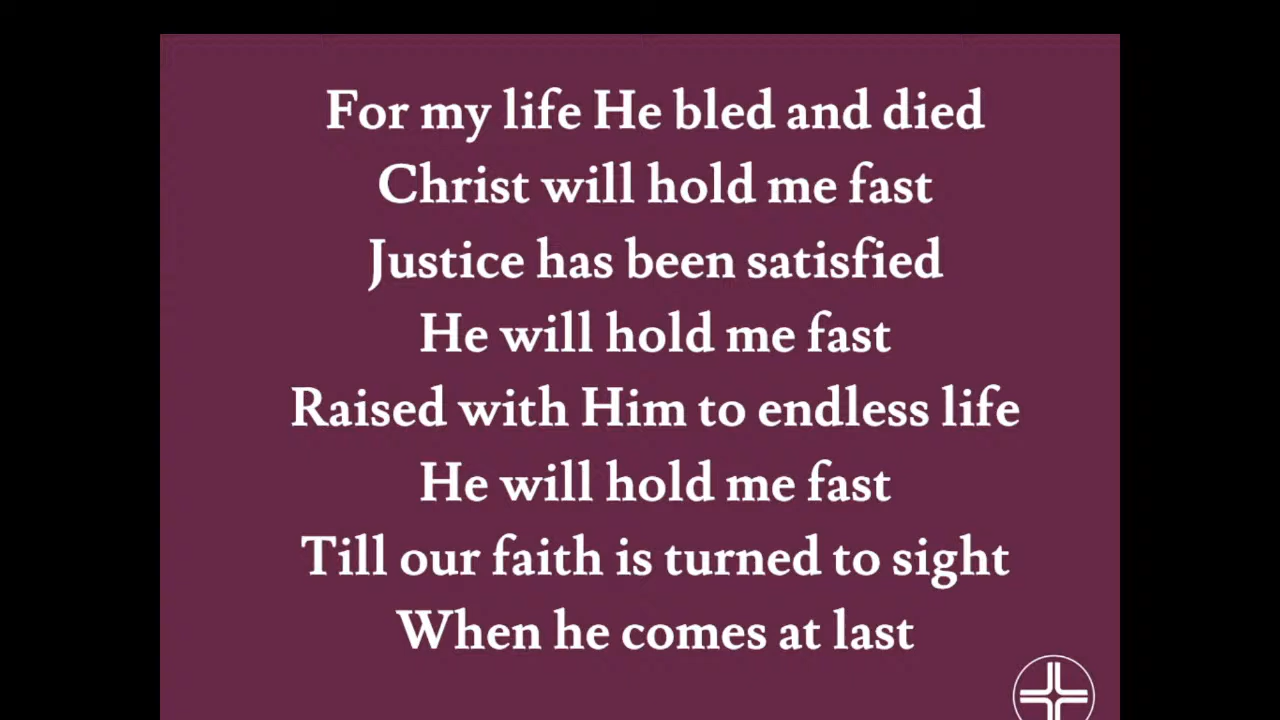 For my life He bled and died
Christ will hold me fast
Justice has been satisfied
He will hold me fast
Raised with Him to endless life
He will hold me fast
Till our faith is turned to sight
When he comes at last